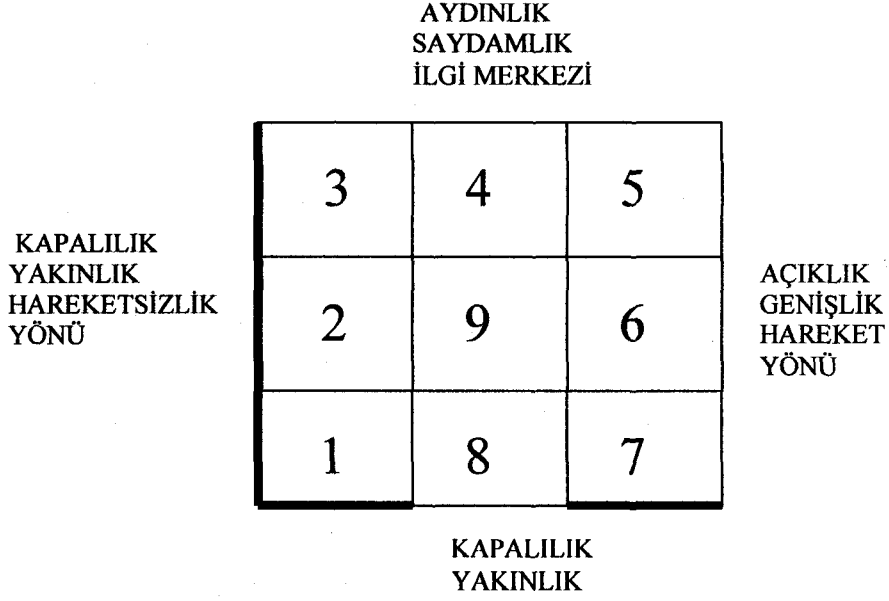 AYDINLIK
SAYDAMLIK
İLGİ MERKEZİ
3 4 5
KAPALILIK
YAKINLIK
HAREKETSİZLİK
YÖNÜ
2 9 6
AÇIKLIK
GENİŞLİK
HAREKET
YÖNÜ
1 8 7
KAPALILIK
YAKINLIK